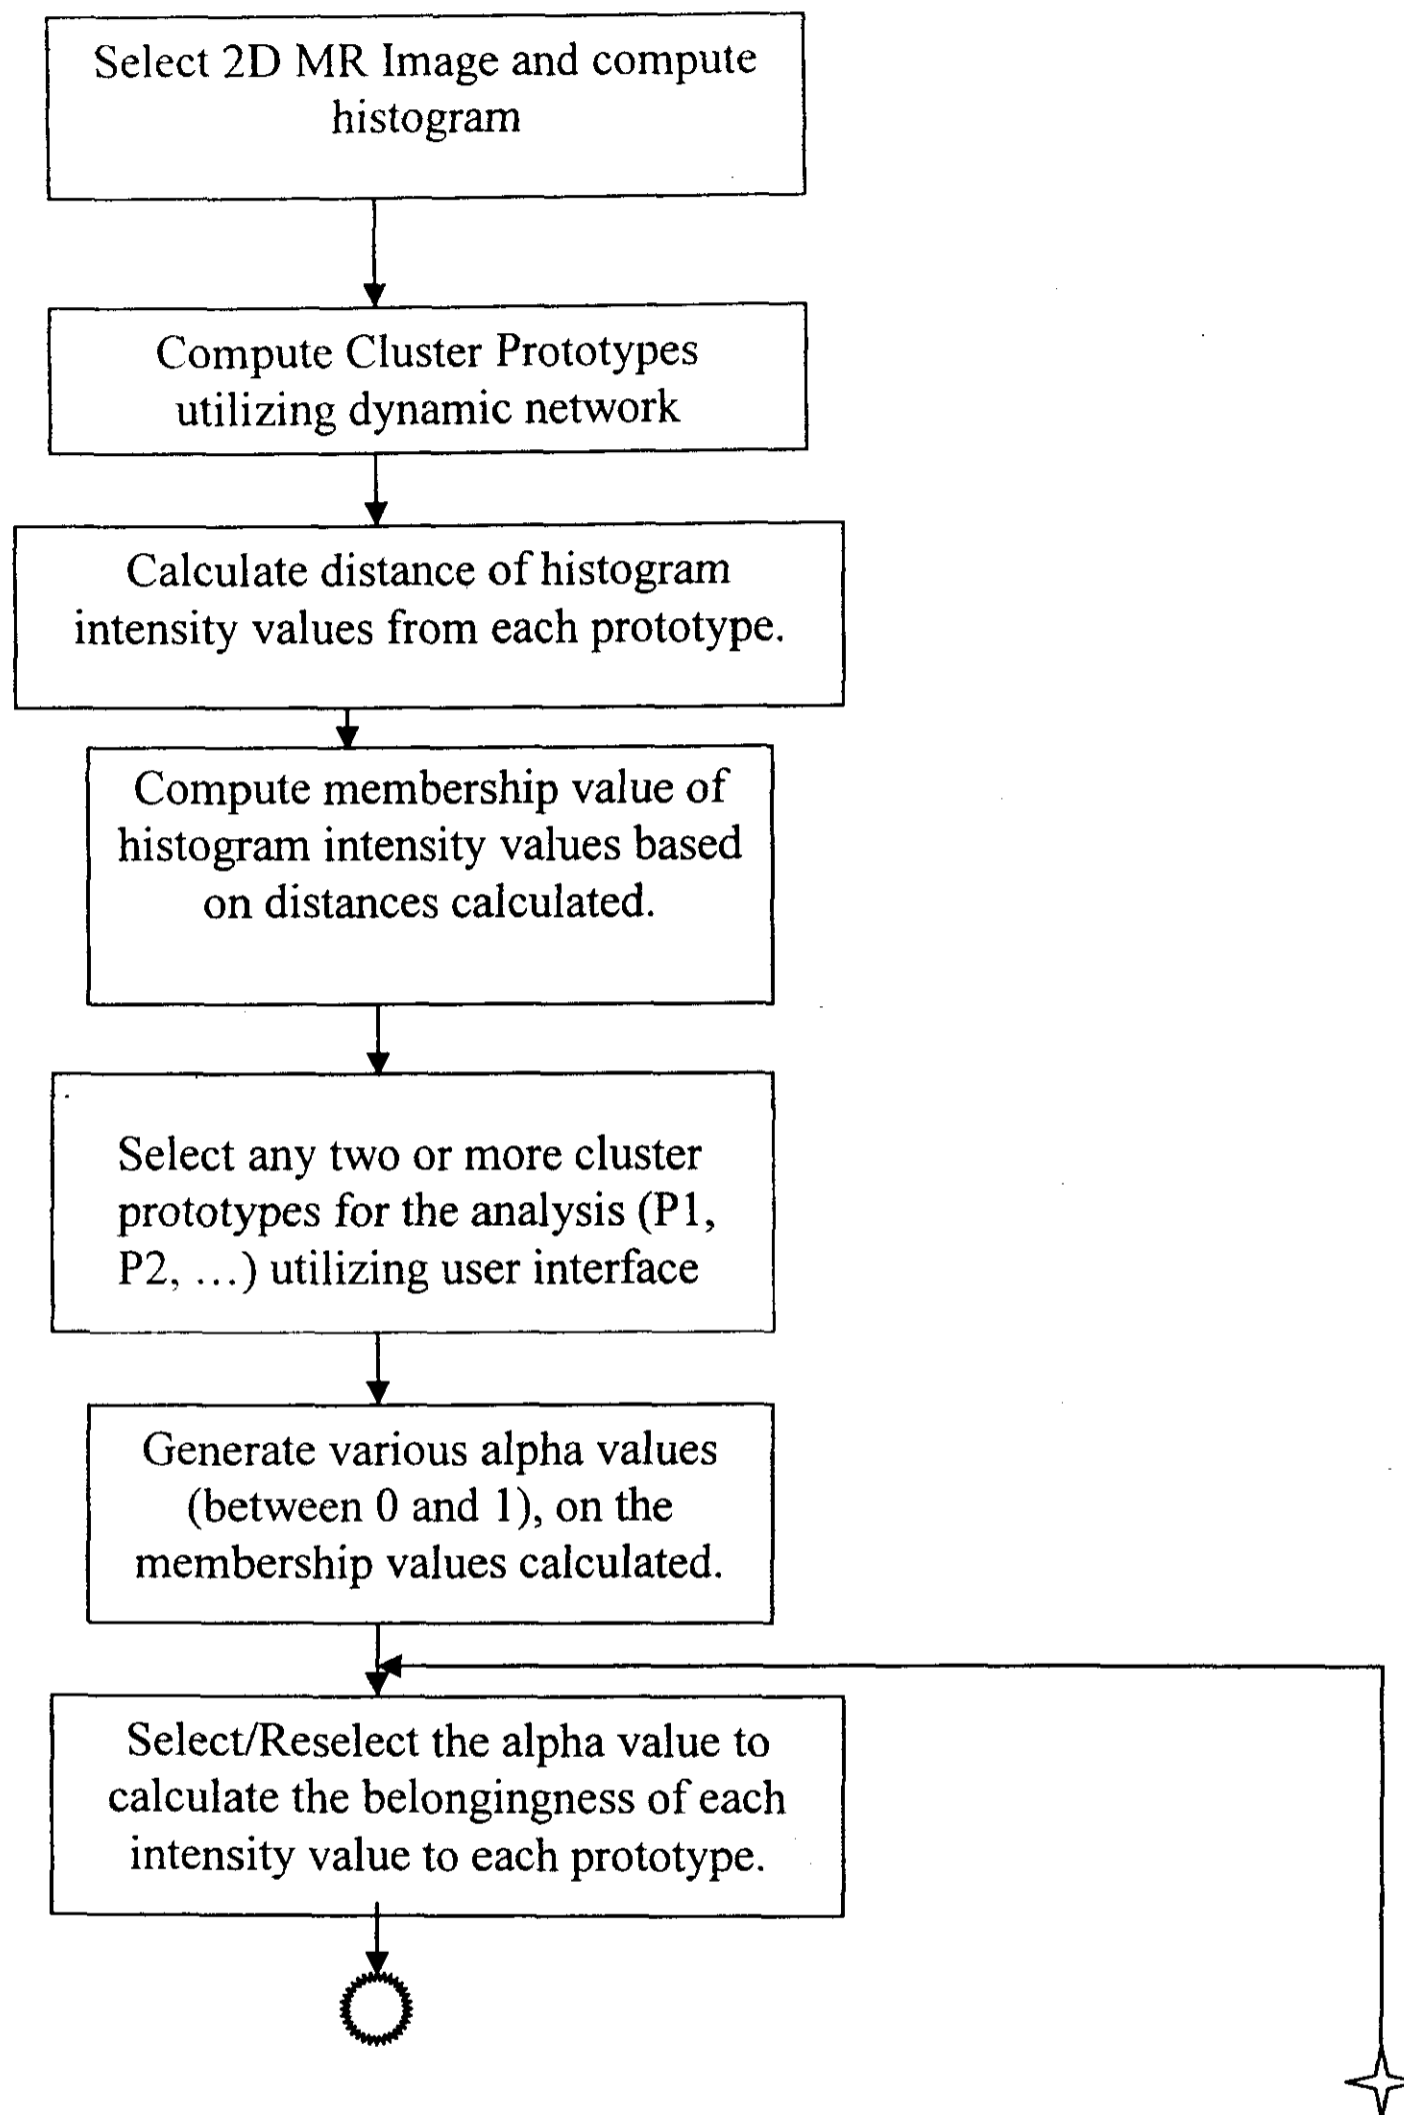 Select 2D MR Image and compute
histogram
Compute Cluster Prototypes
utilizing dynamic network
Calculate distance of histogram
intensity values from each prototype.
Compute membership value of
histogram intensity values based
on distances calculated.
Select any two or more cluster
prototypes for the analysis (P1,
P2, …) utilizing user interface
Generate various alpha values
(between 0 and 1), on the
membership values calculated.
Select/Reselect the alpha value to
calculate the belongingness of each
intensity value to each prototype.